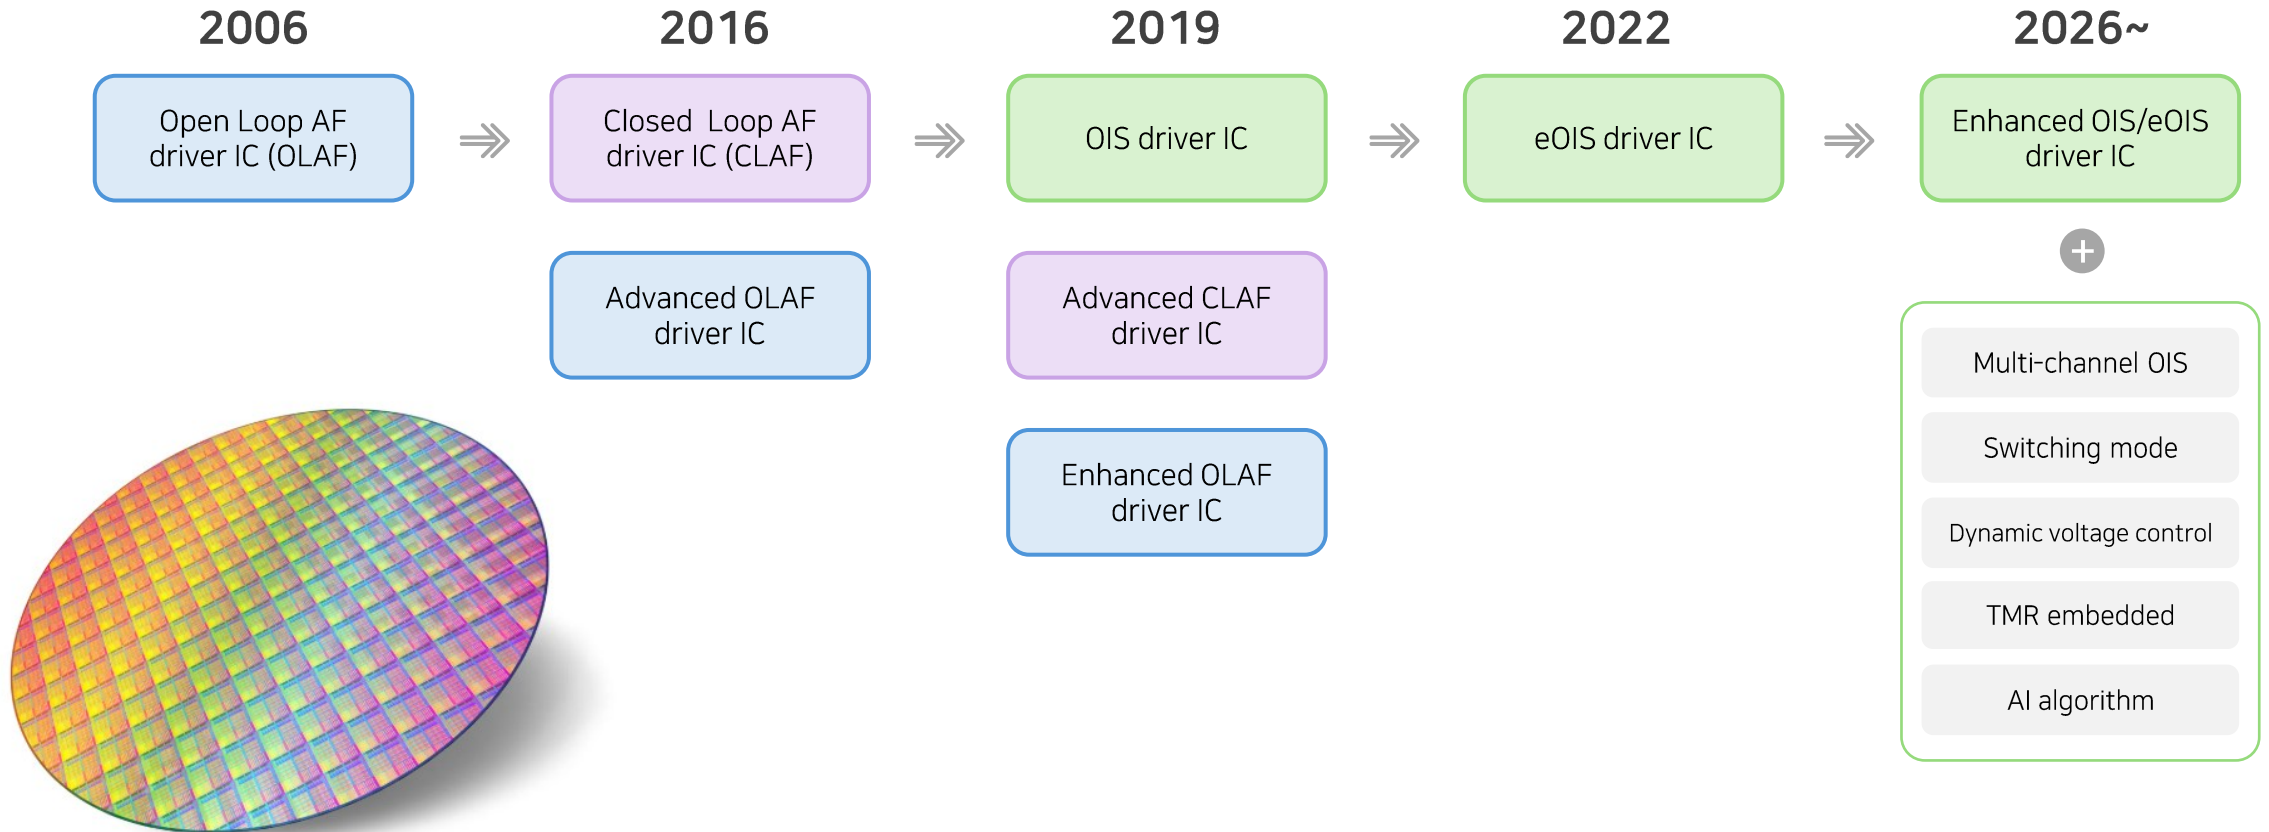 2006
2016
2019
2022
2026~
Open Loop AF
driver IC (OLAF)
Closed Loop AF
driver IC (CLAF)
OIS driver IC
eOIS driver IC
Enhanced OIS/eOIS
driver IC
Advanced OLAF
driver IC
Advanced CLAF
driver IC
Enhanced OLAF
driver IC
+
Multi-channel OIS
Switching mode
Dynamic voltage control
TMR embedded
AI algorithm